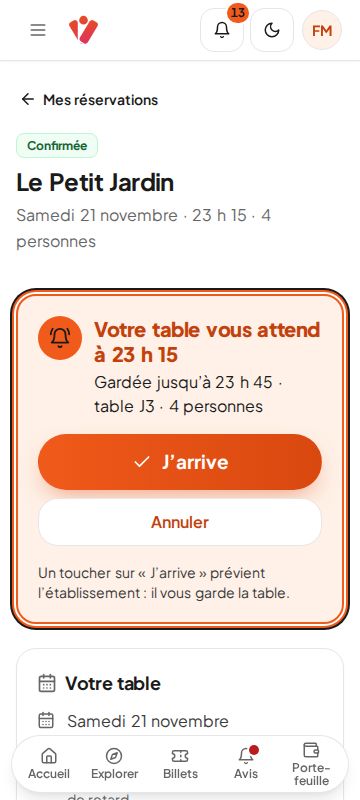 13
FM
Mes réservations
Confirmée
Le Petit Jardin
Samedi 21 novembre · 23 h 15 · 4
personnes
Votre table vous attend
à 23 h 15
Gardée jusqu’à 23 h 45 ·
table J3 · 4 personnes
J’arrive
Annuler
Un toucher sur « J’arrive » prévient
l’établissement : il vous garde la table.
Votre table
Samedi 21 novembre
Accueil
Explorer
Billets
Avis
Porte-
feuille
de retard